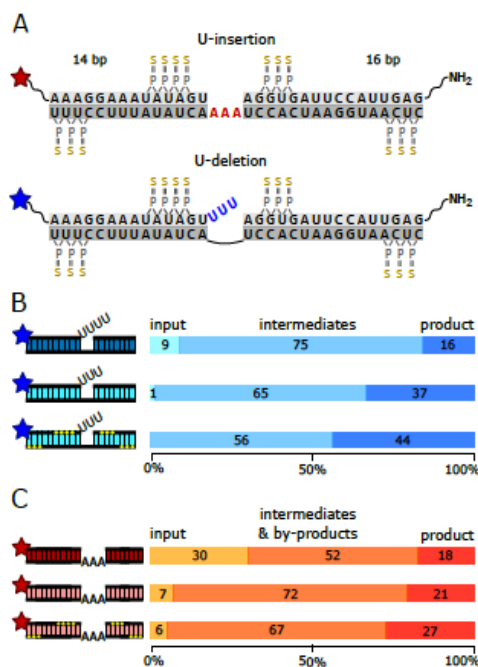 A
U-insertion
14 bp
16 bp
S S S S S S S
P P P P P P P
NH2
AAAGGAAAUAUAGU AGGUGAUUCCAUUGAG
UUUCCUUUAUAUCA AAA UCCACUAAGGUAACUC
P P P P P P
S S S S S S
U-deletion
S S S S S S S
P P P P P P P
UUU
NH2
AAAGGAAAUAUAGU AGGUGAUUCCAUUGAG
UUUCCUUUAUAUCA UCCACUAAGGUAACUC
P P P P P P
S S S S S S
B
input intermediates product
UUUU
9 75 16
UUU
1 65 37
UUU
56 44
0% 50% 100%
C
intermediates
input & by-products product
30 52 18
AAA
7 72 21
AAA
6 67 27
AAA
0% 50% 100%